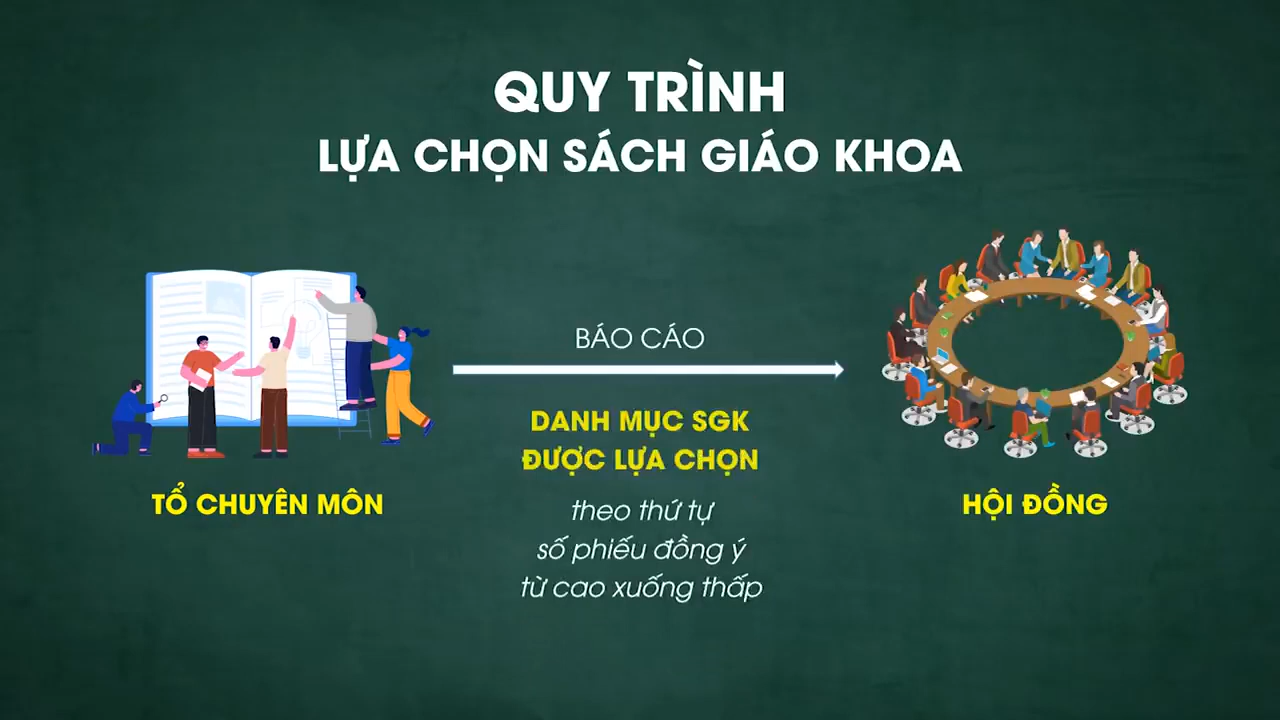 QUY TRÌNH
LỰA CHỌN SÁCH GIÁO KHOA
BÁO CÁO
DANH MỤC SGK
ĐƯỢC LỰA CHỌN
theo thứ tự
số phiếu đồng ý
từ cao xuống thấp
TỔ CHUYÊN MÔN
HỘI ĐỒNG